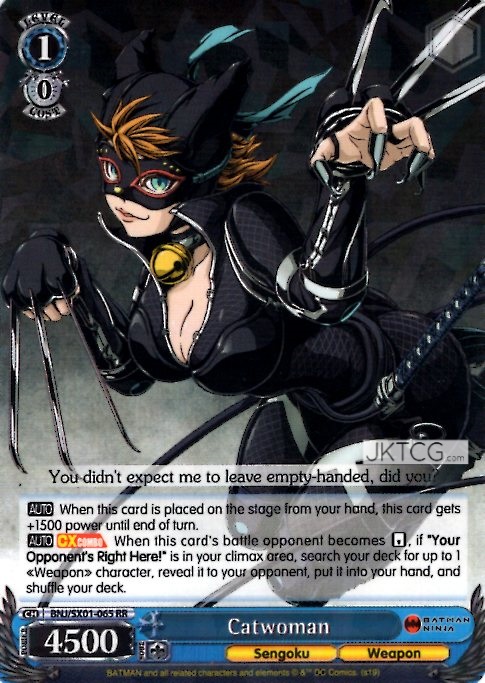 LEVEL
1
0
COST
JKTCG.com
You didn't expect me to leave empty-handed, did you?
AUTO When this card is placed on the stage from your hand, this card gets
+1500 power until end of turn.
AUTO CX COMBO When this card's battle opponent becomes, if "Your
Opponent's Right Here!" is in your climax area, search your deck for up to 1
«Weapon» character, reveal it to your opponent, put it into your hand, and
shuffle your deck.
CH BNJ/SX01-065 RR
POWER 4500 SOUL
Catwoman
BATMAN NINJA
Sengoku Weapon
BATMAN and all related characters and elements © & ™ DC Comics. (s19)